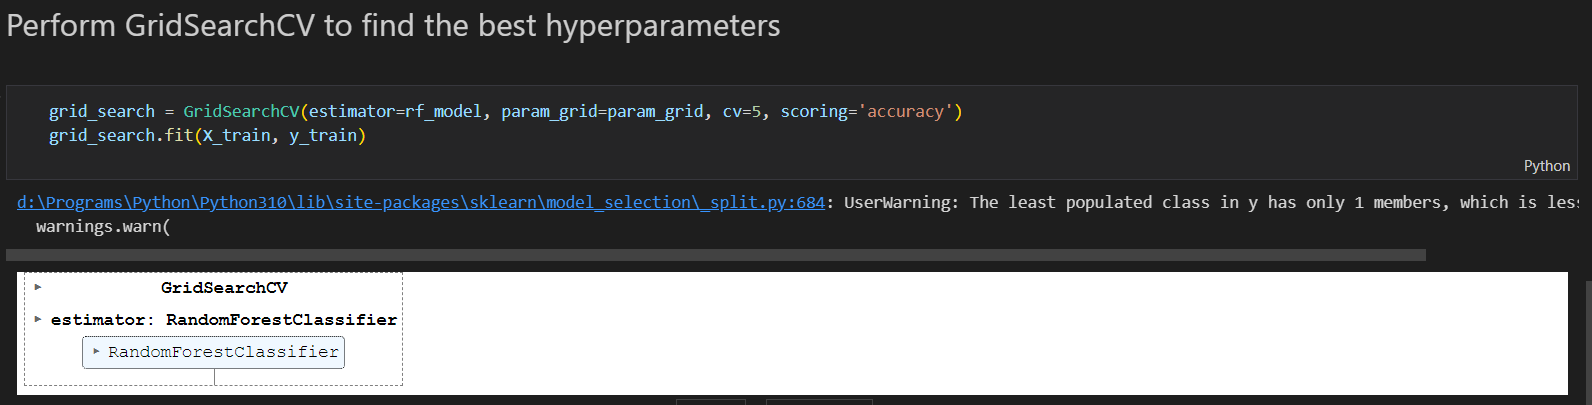 Perform GridSearchCV to find the best hyperparameters
grid_search = GridSearchCV(estimator=rf_model, param_grid=param_grid, cv=5, scoring='accuracy')
grid_search.fit(X_train, y_train)
Python
d:\Programs\Python\Python310\lib\site-packages\sklearn\model_selection\_split.py:684: UserWarning: The least populated class in y has only 1 members, which is less
warnings.warn(
GridSearchCV
estimator: RandomForestClassifier
RandomForestClassifier